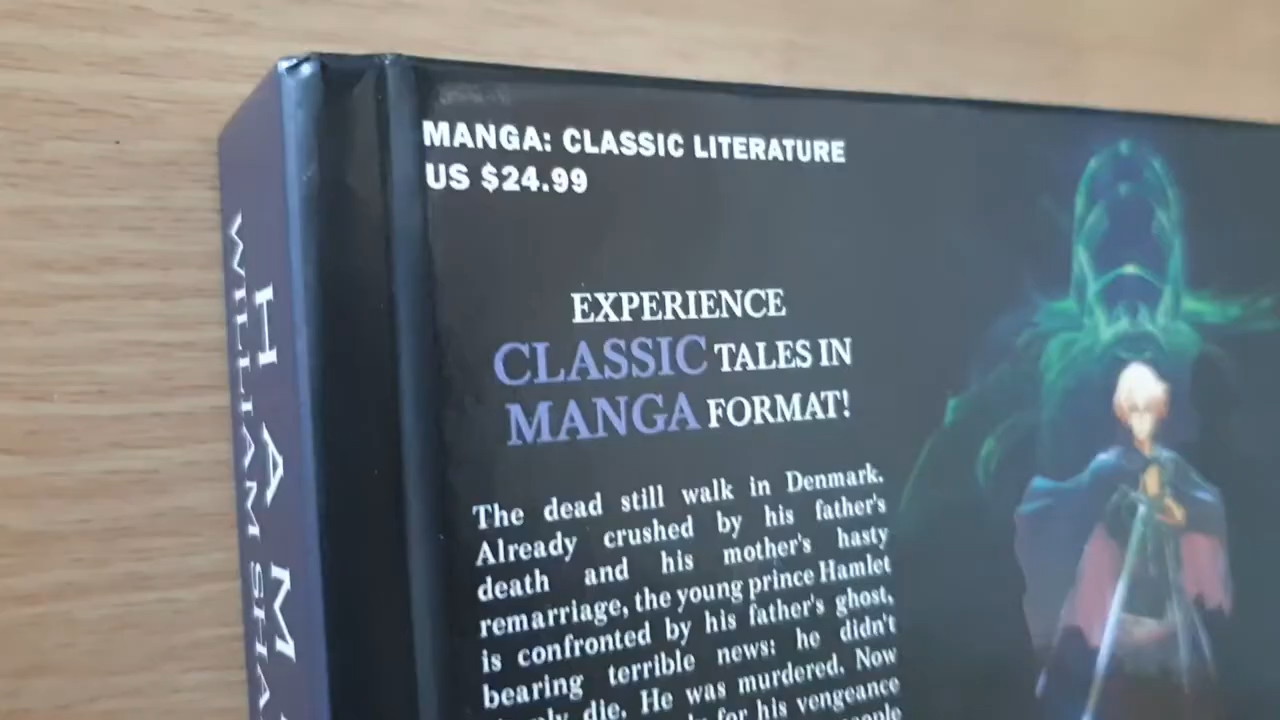 MANGA: CLASSIC LITERATURE
US $24.99
EXPERIENCE
CLASSIC TALES IN
MANGA FORMAT!
The dead still walk in Denmark.
Already crushed by his father's
death and his mother's hasty
remarriage, the young prince Hamlet
is confronted by his father's ghost,
bearing terrible news: he didn't
die. He was murdered. Now
for his vengeance
HAM
WILLIAM SHA